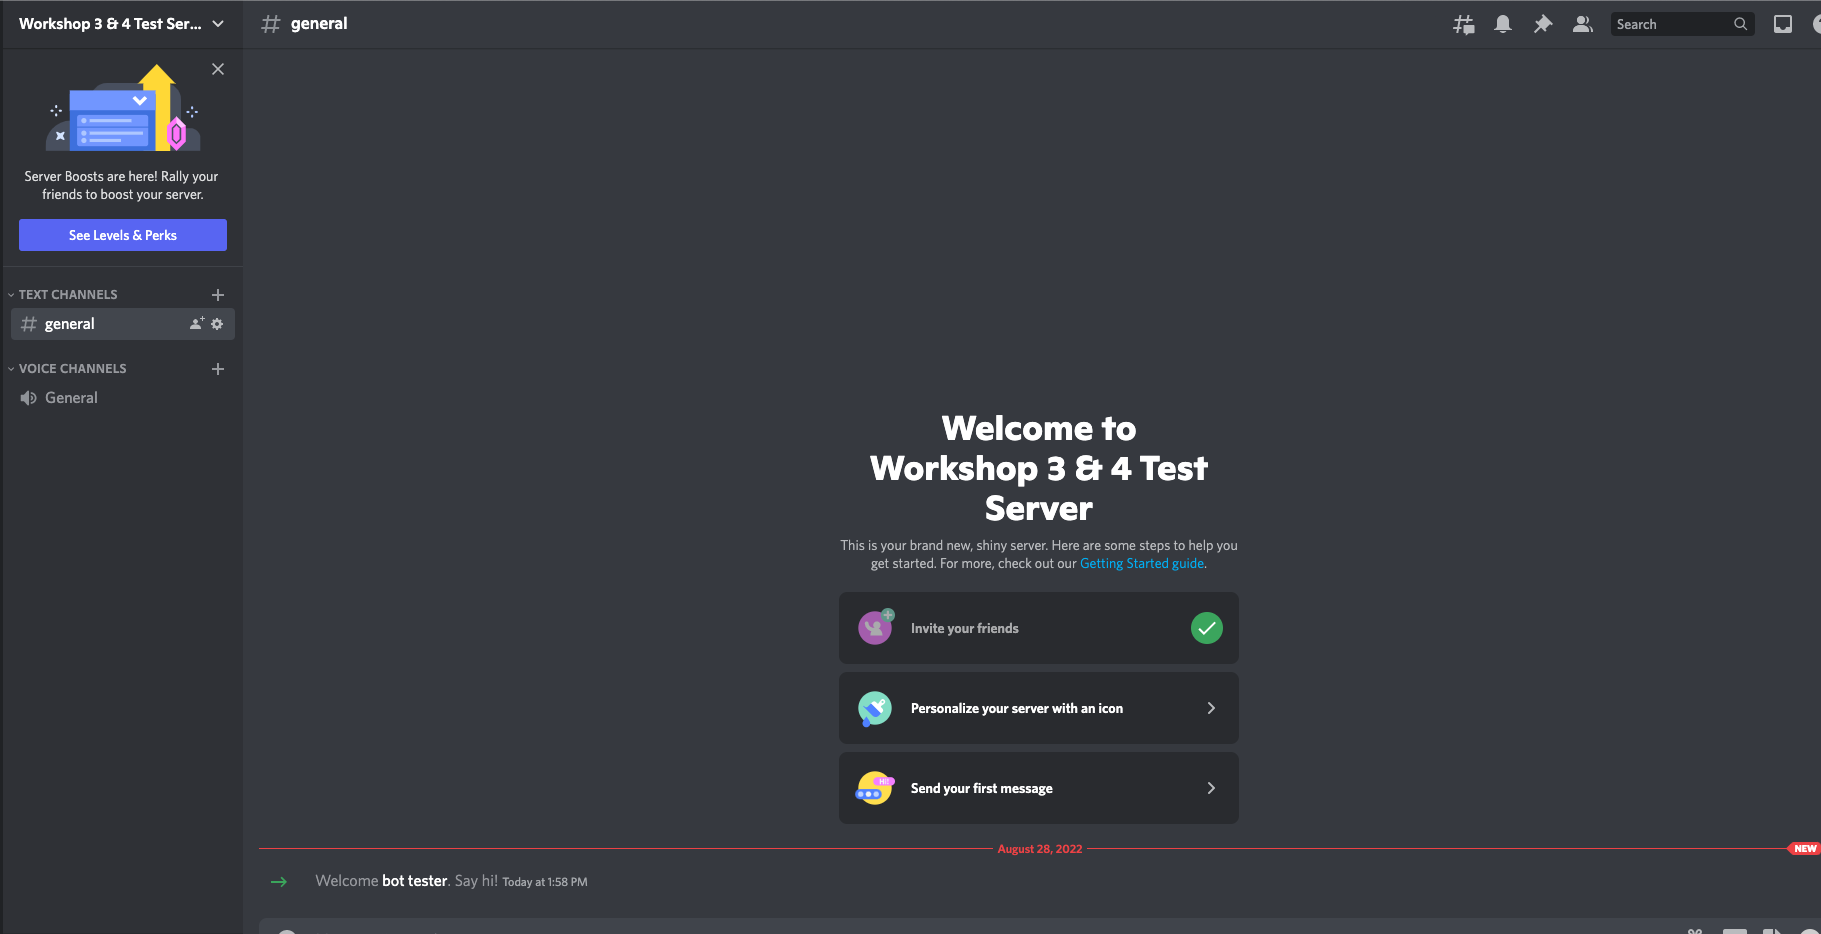 Workshop 3 & 4 Test Ser...
general
Search
Server Boosts are here! Rally your
friends to boost your server.
See Levels & Perks
TEXT CHANNELS
general
VOICE CHANNELS
General
Welcome to
Workshop 3 & 4 Test
Server
This is your brand new, shiny server. Here are some steps to help you
get started. For more, check out our Getting Started guide.
Invite your friends
Personalize your server with an icon
Hi!
Send your first message
August 28, 2022
NEW
Welcome bot tester. Say hi! Today at 1:58 PM